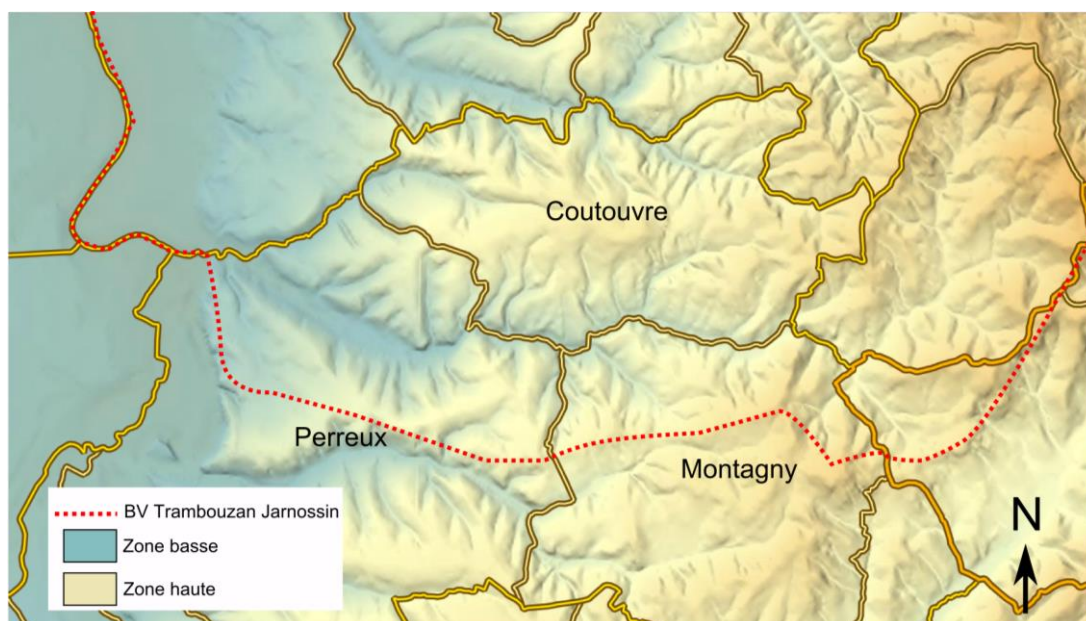 Coutouvre
Perreux
Montagny
BV Trambouzan Jarnossin
Zone basse
Zone haute
N